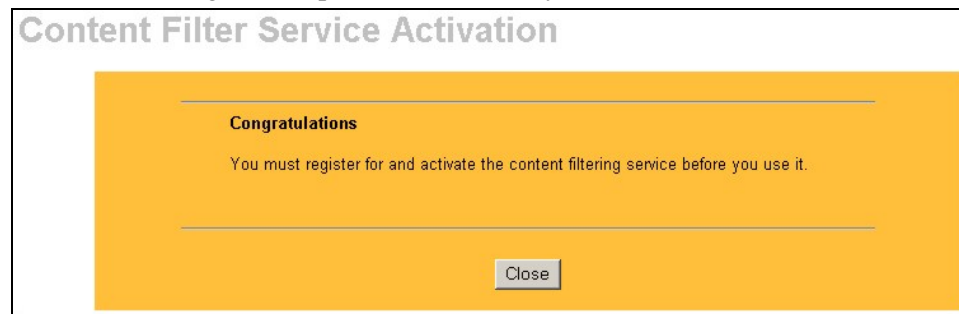 Content Filter Service Activation
Congratulations
You must register for and activate the content filtering service before you use it.
Close